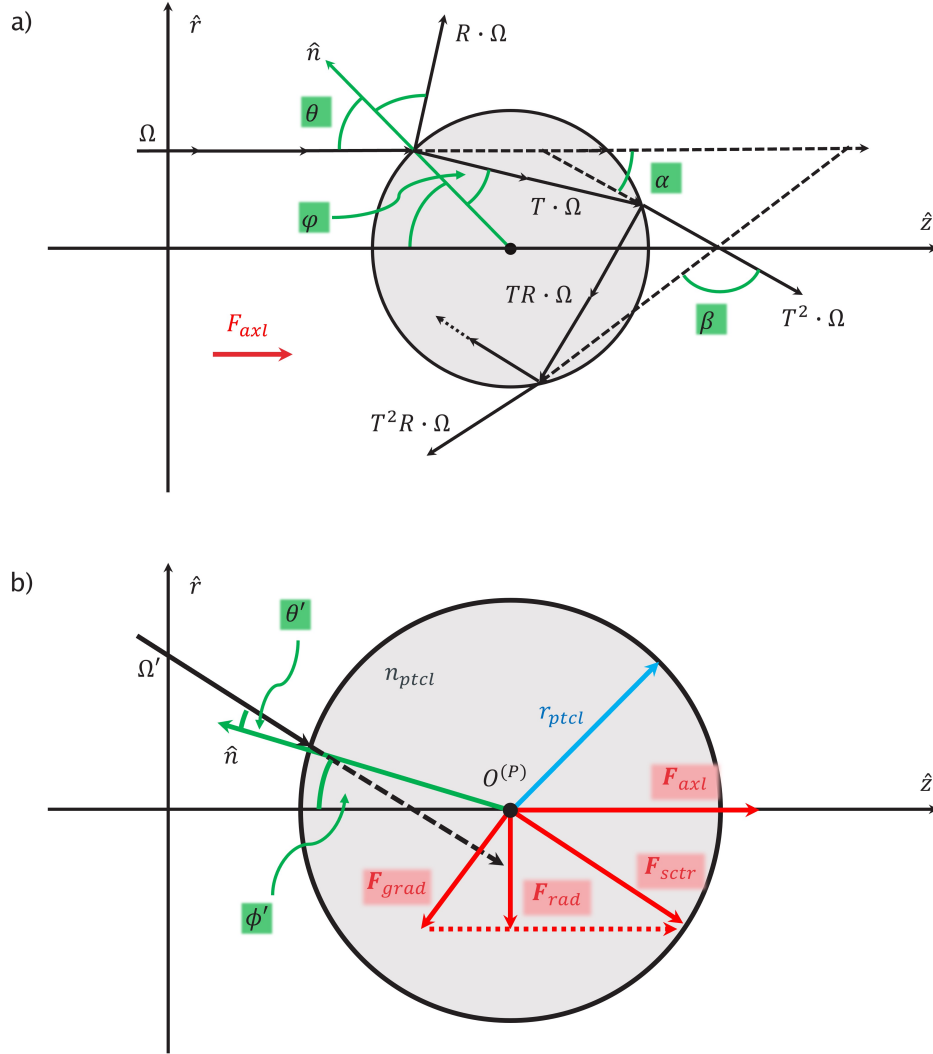 a)
r̂
R · Ω
n̂
θ
Ω
α
φ
T · Ω
ẑ
TR · Ω
F_axl
β
T² · Ω
T²R · Ω
b)
r̂
θ′
Ω′
n_ptcl
r_ptcl
n̂
O^(P)
F_axl
ẑ
F_grad
F_rad
F_sctr
ϕ′